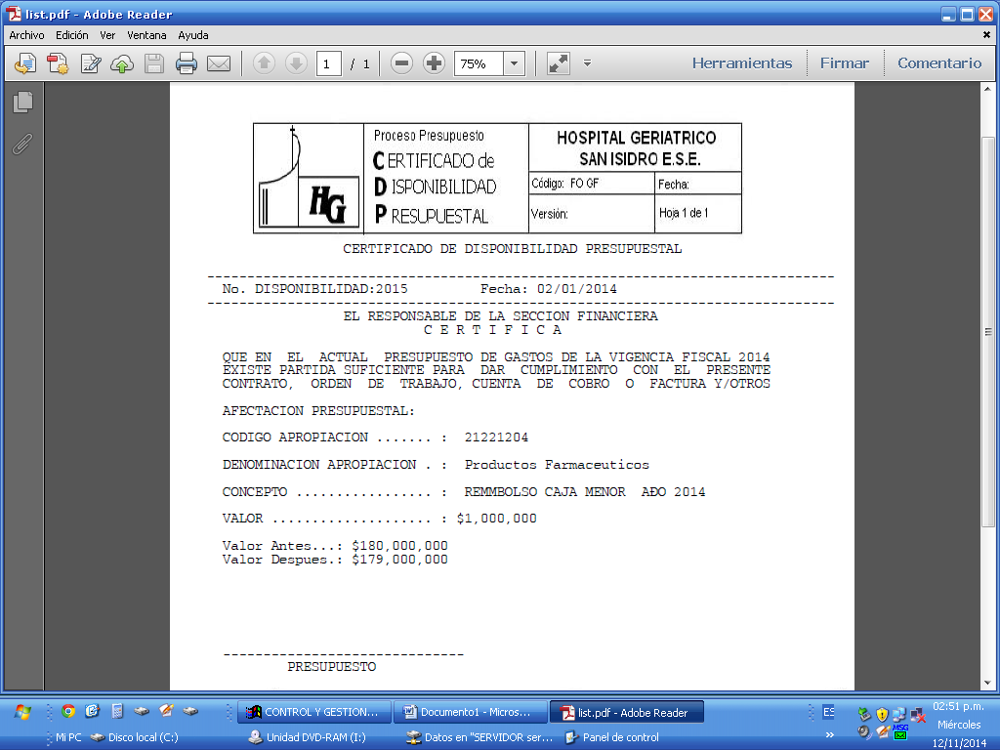 list.pdf - Adobe Reader
Archivo Edición Ver Ventana Ayuda
1 / 1 75% Herramientas Firmar Comentario
Proceso Presupuesto
CERTIFICADO de
DISPONIBILIDAD
PRESUPUESTAL
HG
HOSPITAL GERIATRICO
SAN ISIDRO E.S.E.
Código: FO GF Fecha:
Versión: Hoja 1 de 1
CERTIFICADO DE DISPONIBILIDAD PRESUPUESTAL
------------------------------------------------------------------------------
No. DISPONIBILIDAD:2015 Fecha: 02/01/2014
------------------------------------------------------------------------------
EL RESPONSABLE DE LA SECCION FINANCIERA
C E R T I F I C A
QUE EN EL ACTUAL PRESUPUESTO DE GASTOS DE LA VIGENCIA FISCAL 2014
EXISTE PARTIDA SUFICIENTE PARA DAR CUMPLIMIENTO CON EL PRESENTE
CONTRATO, ORDEN DE TRABAJO, CUENTA DE COBRO O FACTURA Y/OTROS
AFECTACION PRESUPUESTAL:
CODIGO APROPIACION ....... : 21221204
DENOMINACION APROPIACION . : Productos Farmaceuticos
CONCEPTO ................. : REMMBOLSO CAJA MENOR AÐO 2014
VALOR .................... : $1,000,000
Valor Antes...: $180,000,000
Valor Despues.: $179,000,000
------------------------------
PRESUPUESTO
CONTROL Y GESTION... Documento1 - Micros... list.pdf - Adobe Reader ES 02:51 p.m.
Miércoles
Mi PC Disco local (C:) Unidad DVD-RAM (I:) Datos en "SERVIDOR ser... Panel de control » MSG 12/11/2014